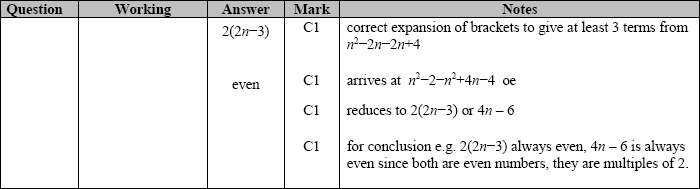 Question Working Answer Mark Notes
2(2n−3) C1 correct expansion of brackets to give at least 3 terms from
n²−2n−2n+4
even C1 arrives at n²−2−n²+4n−4 oe
C1 reduces to 2(2n−3) or 4n – 6
C1 for conclusion e.g. 2(2n−3) always even, 4n – 6 is always
even since both are even numbers, they are multiples of 2.